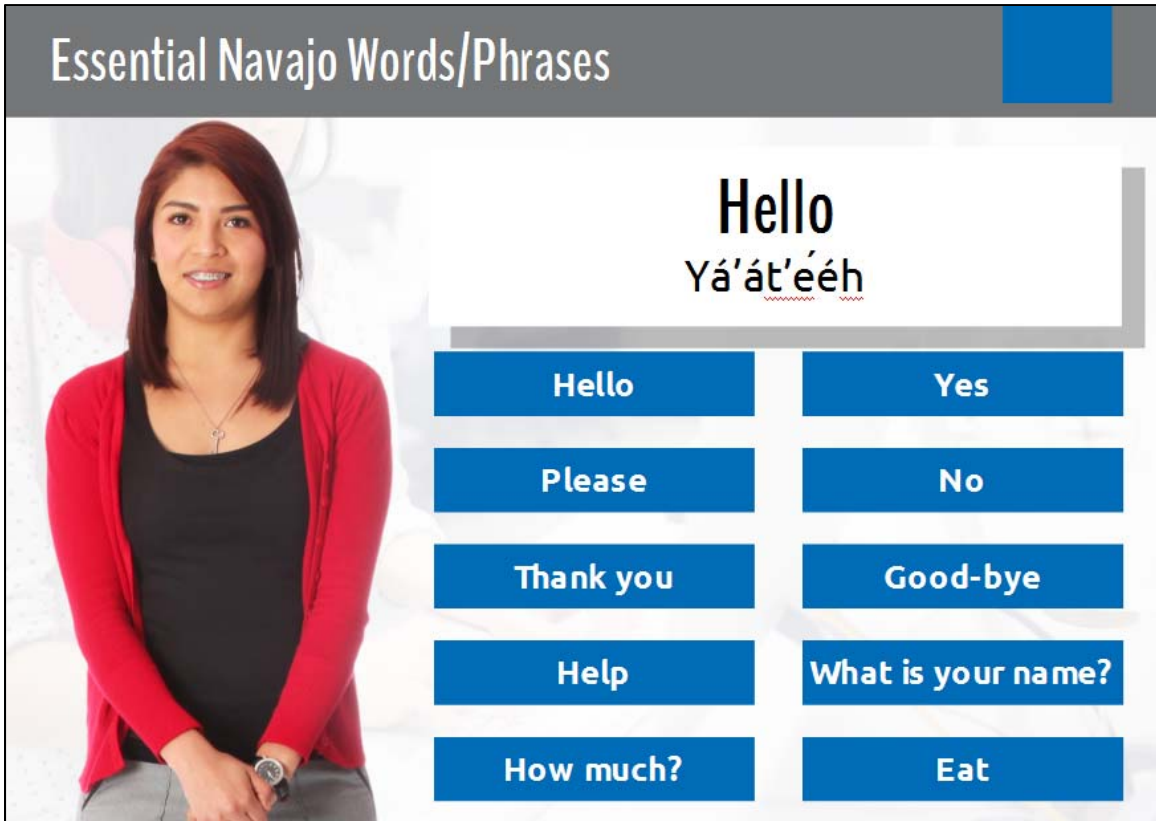 Essential Navajo Words/Phrases
Hello
Yá’át’ééh
Hello
Yes
Please
No
Thank you
Good-bye
Help
What is your name?
How much?
Eat